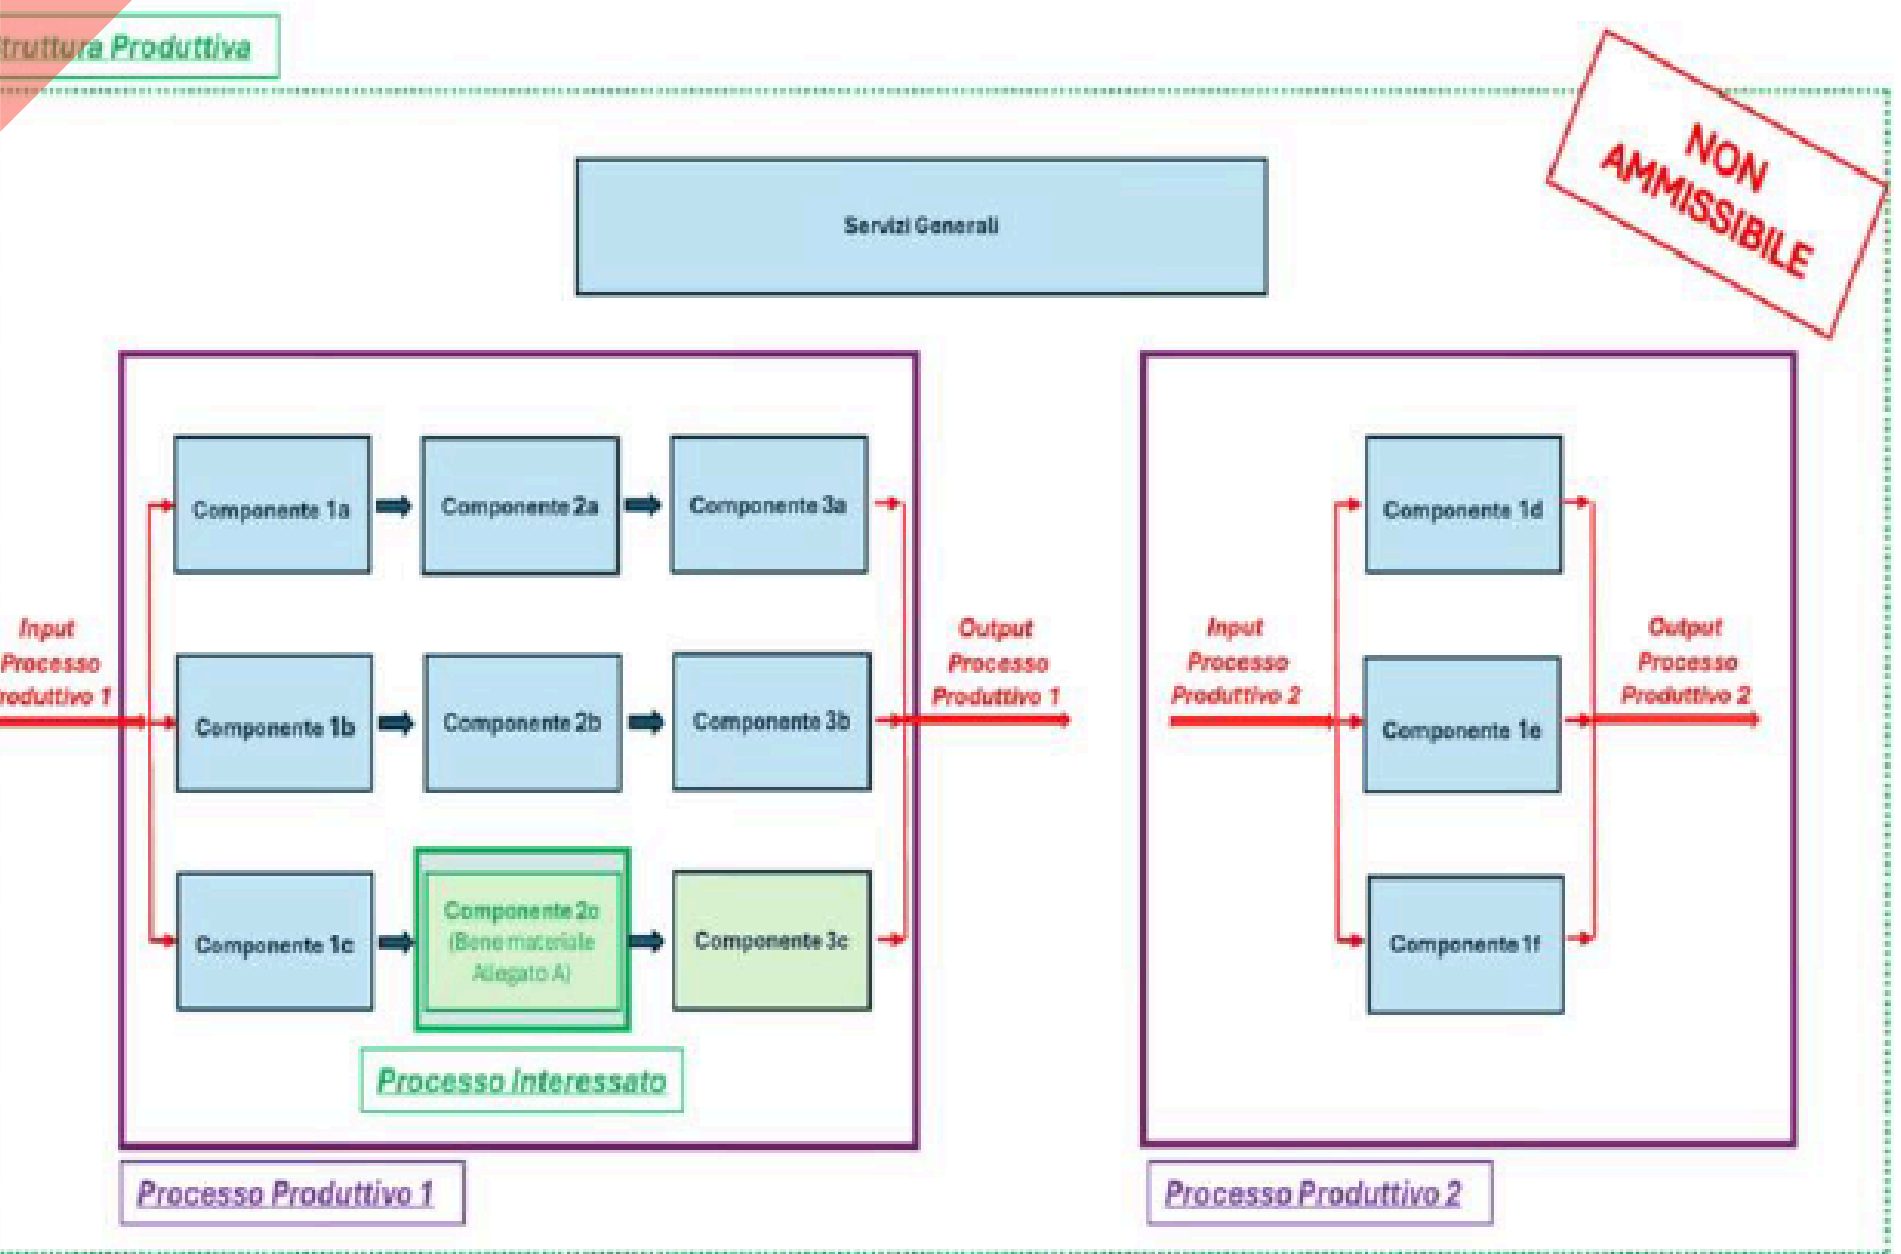 truttura Produttiva
NON
AMMISSIBILE
Servizi Generali
Componente 1a
Componente 2a
Componente 3a
Componente 1d
Input
Processo
roduttivo 1
Output
Processo
Produttivo 1
Input
Processo
Produttivo 2
Output
Processo
Produttivo 2
Componente 1b
Componente 2b
Componente 3b
Componente 1e
Componente 1c
Componente 2c
(Bene materiale
Allegato A)
Componente 3c
Componente 1f
Processo Interessato
Processo Produttivo 1
Processo Produttivo 2